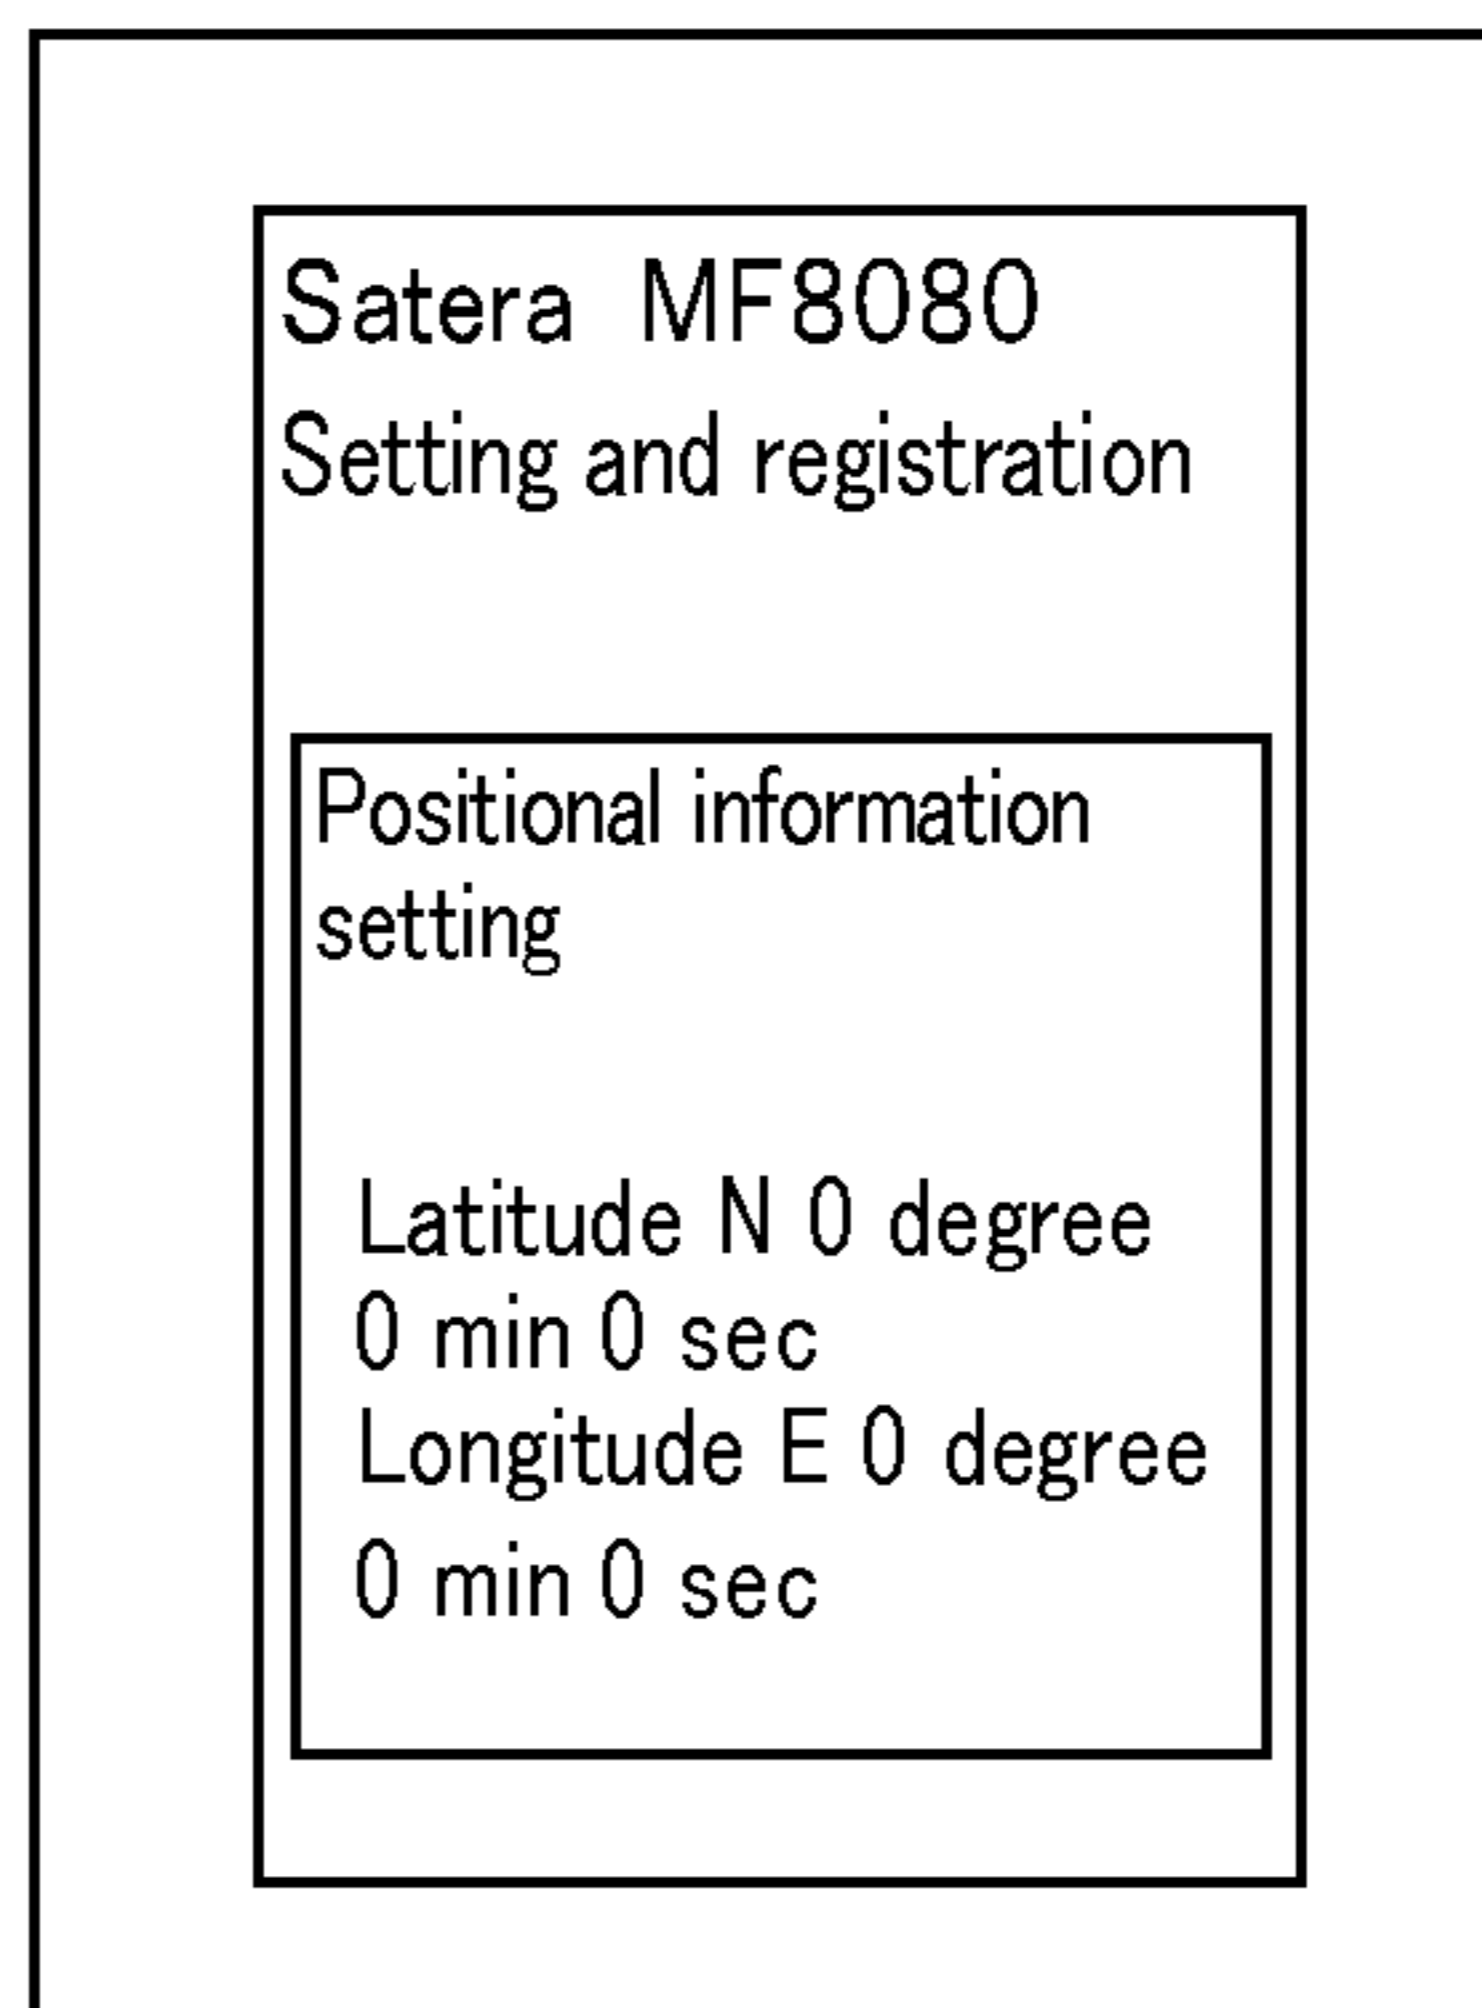 Satera MF8080
Setting and registration
Positional information
setting
Latitude N 0 degree
0 min 0 sec
Longitude E 0 degree
0 min 0 sec